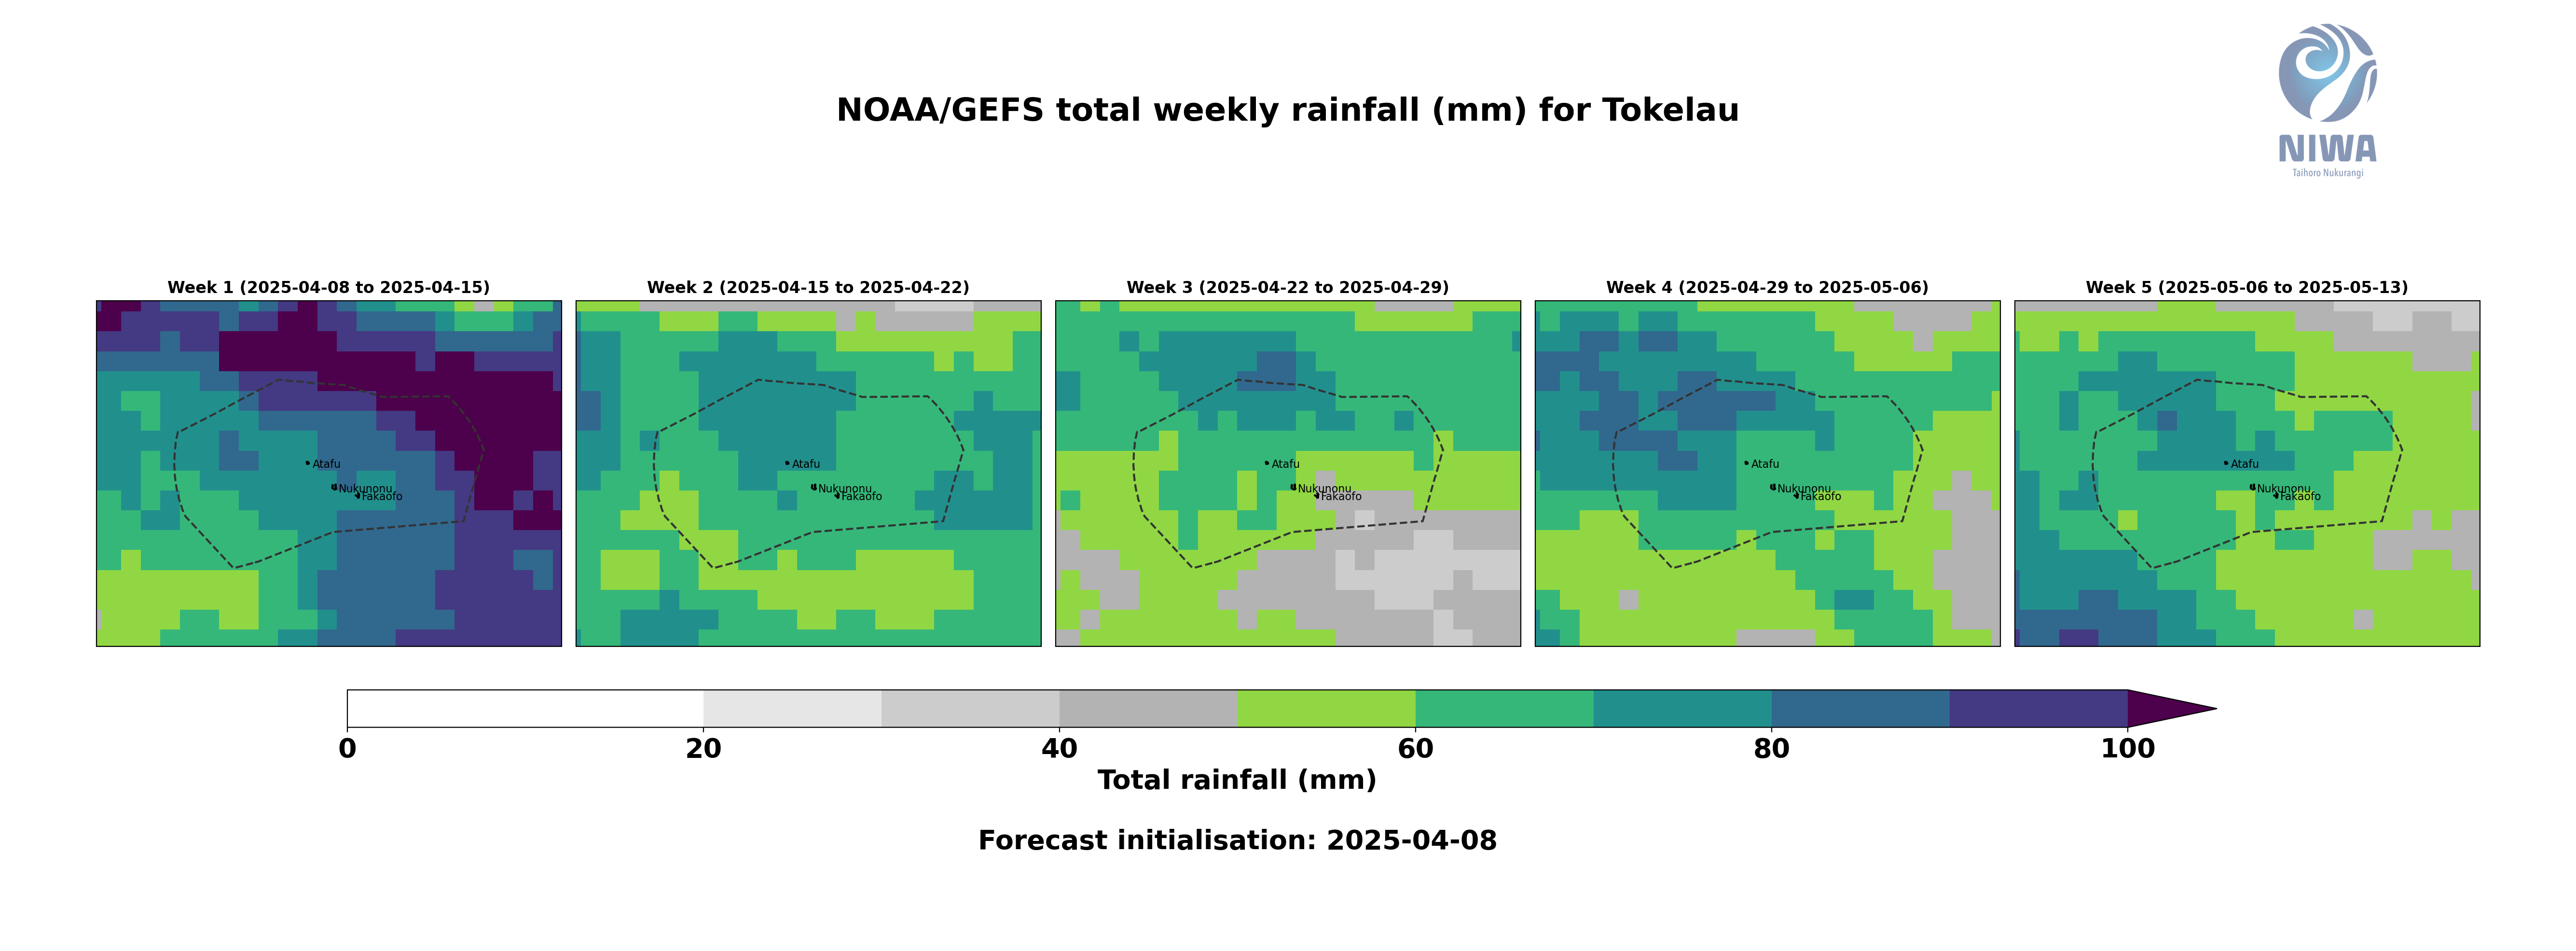 NOAA/GEFS total weekly rainfall (mm) for Tokelau
NIWA
Taihoro Nukurangi
Week 1 (2025-04-08 to 2025-04-15)
Week 2 (2025-04-15 to 2025-04-22)
Week 3 (2025-04-22 to 2025-04-29)
Week 4 (2025-04-29 to 2025-05-06)
Week 5 (2025-05-06 to 2025-05-13)
Atafu
Nukunonu
Fakaofo
Atafu
Nukunonu
Fakaofo
Atafu
Nukunonu
Fakaofo
Atafu
Nukunonu
Fakaofo
Atafu
Nukunonu
Fakaofo
0 20 40 60 80 100
Total rainfall (mm)
Forecast initialisation: 2025-04-08